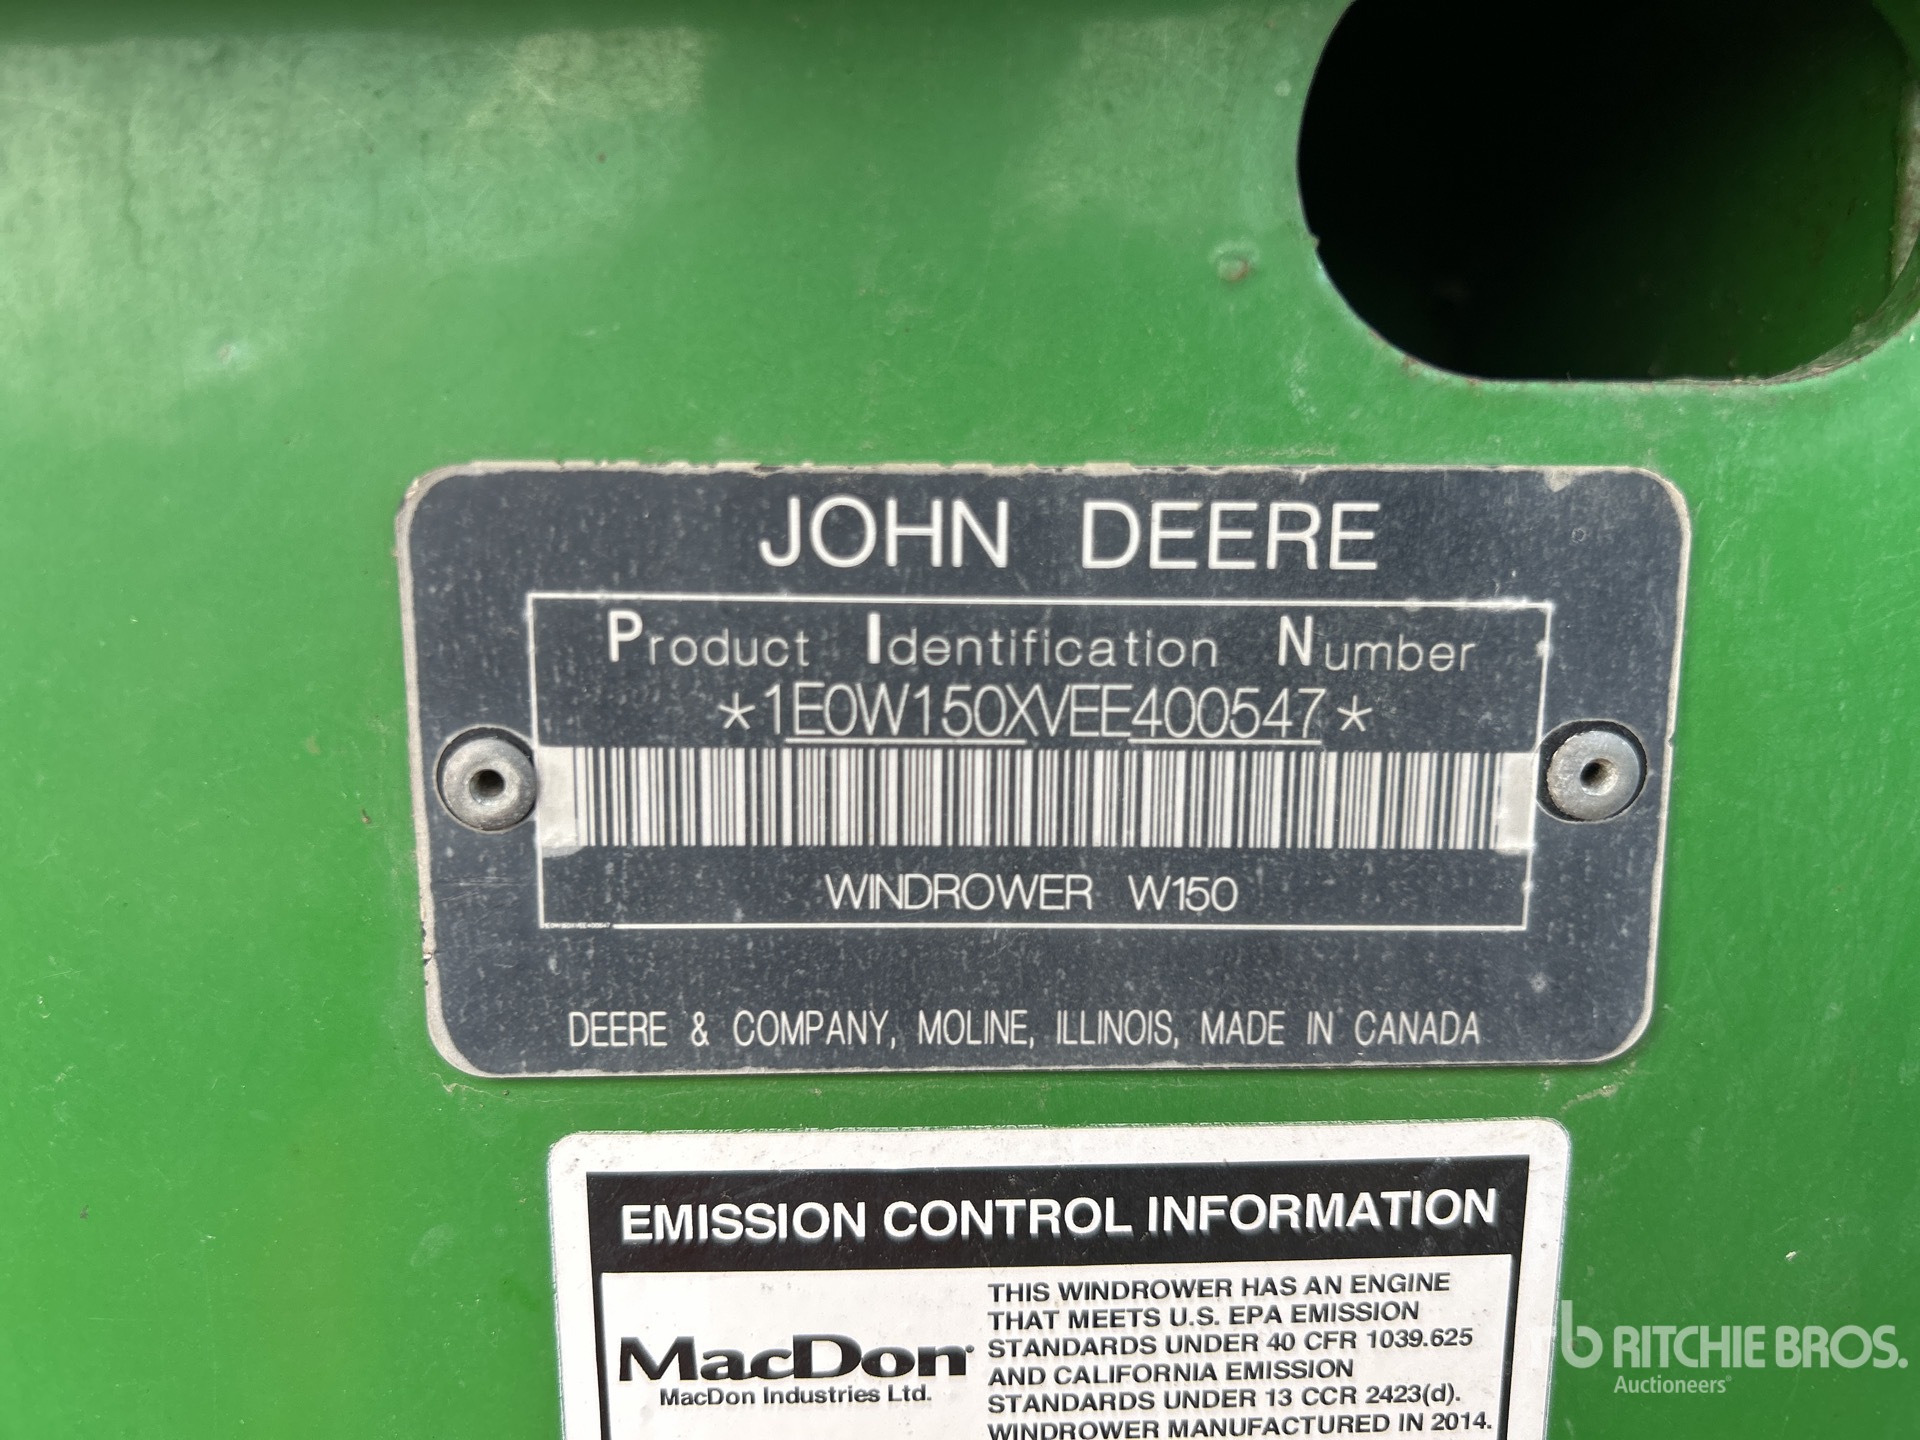 JOHN DEERE
Product Identification Number
*1E0W150XVEE400547*
WINDROWER W150
DEERE & COMPANY, MOLINE, ILLINOIS, MADE IN CANADA
EMISSION CONTROL INFORMATION
MacDon®
MacDon Industries Ltd.
THIS WINDROWER HAS AN ENGINE
THAT MEETS U.S. EPA EMISSION
STANDARDS UNDER 40 CFR 1039.625
AND CALIFORNIA EMISSION
STANDARDS UNDER 13 CCR 2423(d).
WINDROWER MANUFACTURED IN 2014.
rb RITCHIE BROS.
Auctioneers®